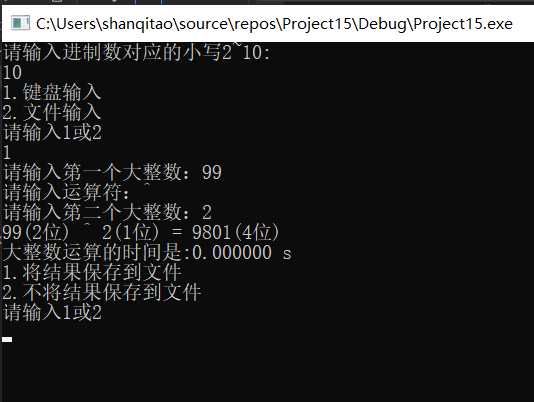 C:\Users\shanqitao\source\repos\Project15\Debug\Project15.exe
请输入进制数对应的小写2~10:
10
1.键盘输入
2.文件输入
请输入1或2
1
请输入第一个大整数：99
请输入运算符：^
请输入第二个大整数：2
99(2位) ^ 2(1位) = 9801(4位)
大整数运算的时间是:0.000000 s
1.将结果保存到文件
2.不将结果保存到文件
请输入1或2